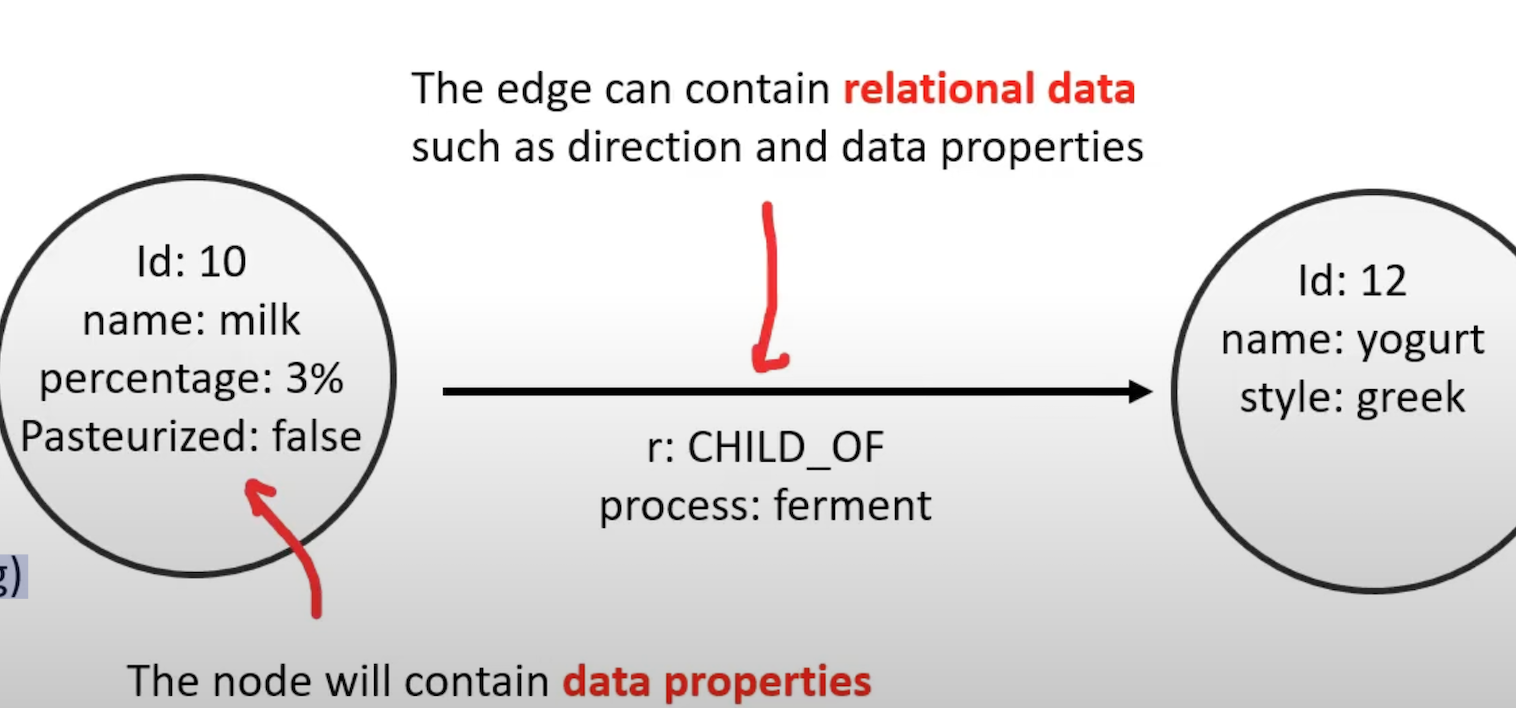 The edge can contain relational data
such as direction and data properties
Id: 10
name: milk
percentage: 3%
Pasteurized: false
Id: 12
name: yogurt
style: greek
r: CHILD_OF
process: ferment
g)
The node will contain data properties